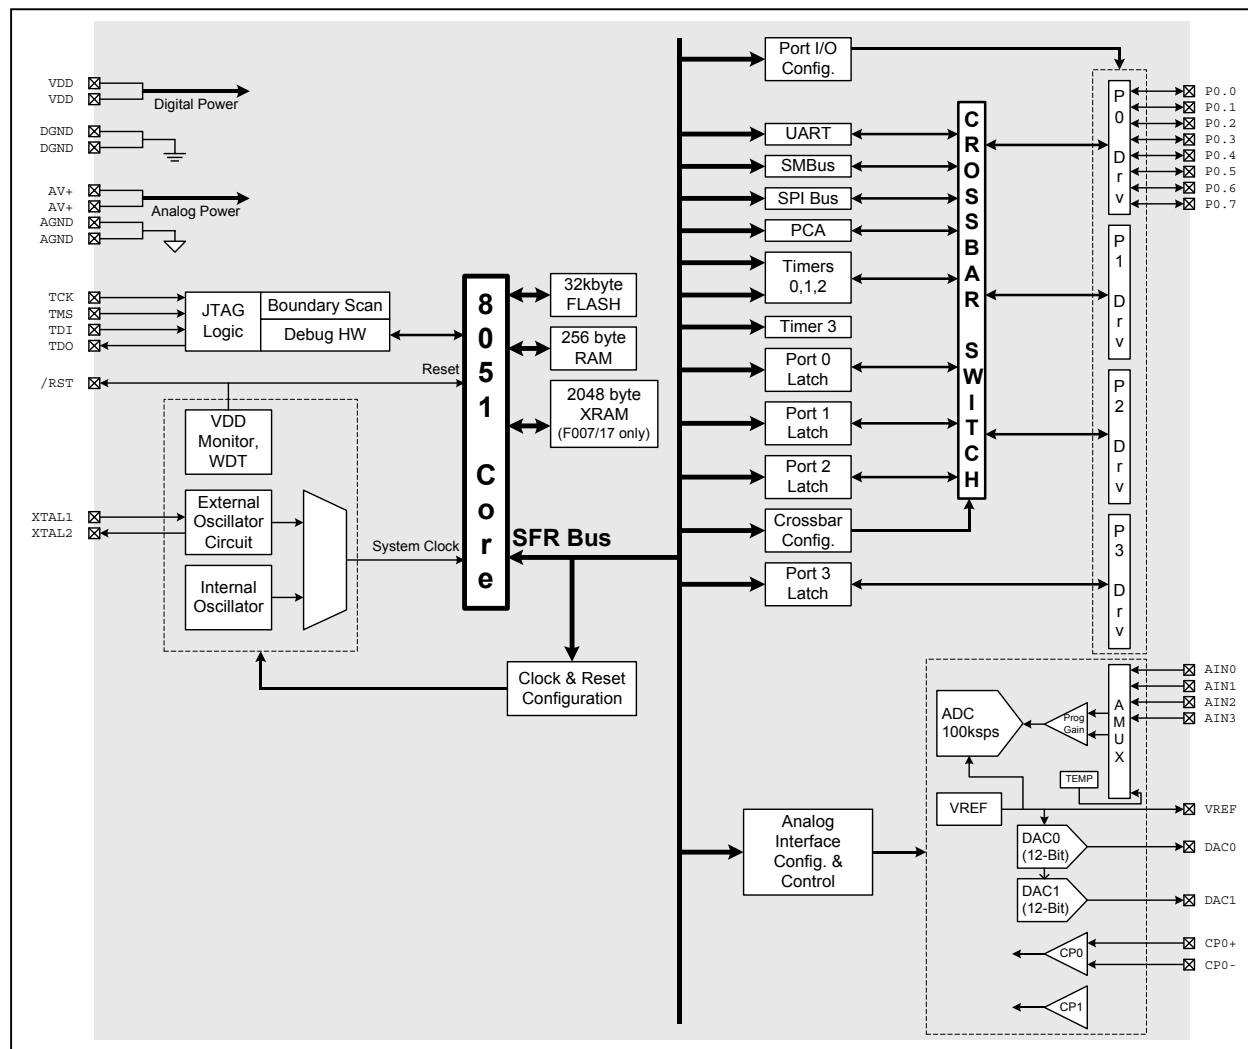 VDD
VDD
Digital Power
DGND
DGND
AV+
AV+
Analog Power
AGND
AGND
TCK
TMS
TDI
TDO
JTAG
Logic
Boundary Scan
Debug HW
/RST
Reset
VDD
Monitor,
WDT
XTAL1
XTAL2
External
Oscillator
Circuit
Internal
Oscillator
System Clock
8051 Core
32kbyte
FLASH
256 byte
RAM
2048 byte
XRAM
(F007/17 only)
SFR Bus
Clock & Reset
Configuration
Port I/O
Config.
UART
SMBus
SPI Bus
PCA
Timers
0,1,2
Timer 3
Port 0
Latch
Port 1
Latch
Port 2
Latch
Crossbar
Config.
Port 3
Latch
CROSSBAR SWITCH
P0 Drv
P1 Drv
P2 Drv
P3 Drv
P0.0
P0.1
P0.2
P0.3
P0.4
P0.5
P0.6
P0.7
Analog
Interface
Config. &
Control
ADC
100ksps
Prog
Gain
AMUX
TEMP
VREF
DAC0
(12-Bit)
DAC1
(12-Bit)
CP0
CP1
AIN0
AIN1
AIN2
AIN3
VREF
DAC0
DAC1
CP0+
CP0-